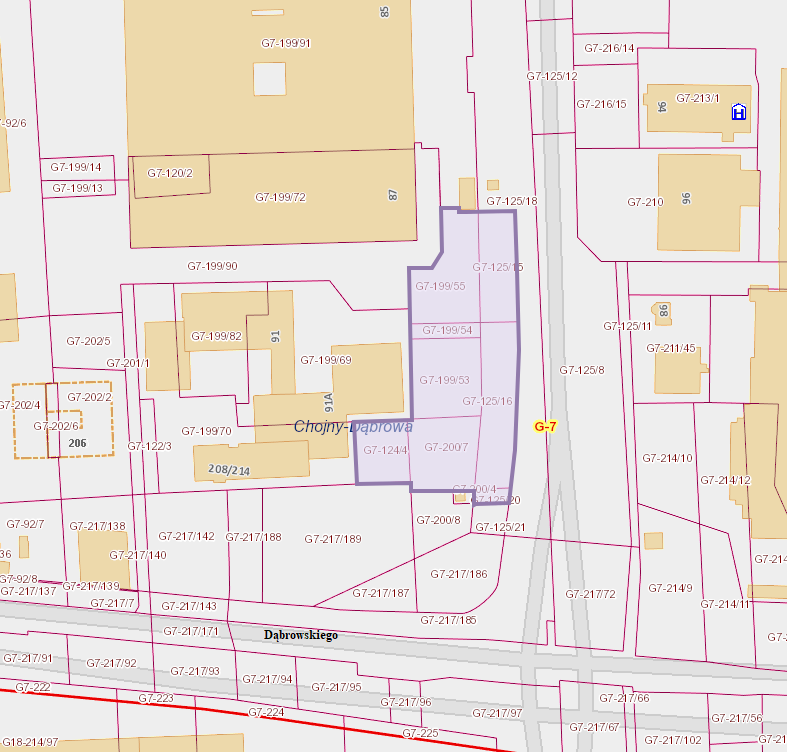 85
G7-199/91
G7-216/14
G7-125/12
G7-213/1
94
H
G7-216/15
-92/6
G7-199/14
G7-120/2
G7-199/13
G7-199/72
87
G7-125/18
G7-210
96
G7-199/90
G7-125/15
G7-199/55
G7-199/54
G7-125/11
98
G7-202/5
G7-199/82
91
G7-211/45
G7-201/1
G7-199/69
G7-125/8
G7-199/53
G7-202/2
G7-202/4
91A
G7-125/16
G7-202/6
206
G7-199/70
Chojny-Dąbrowa
G-7
G7-122/3
G7-124/4
G7-200/7
G7-214/10
208/214
G7-214/12
G7-200/4
G7-125/20
G7-92/7
G7-217/138
G7-200/8
G7-125/21
G7-217/142
G7-217/188
G7-217/189
36
G7-217/140
G7-214
G7-92/8
G7-217/186
G7-217/139
G7-217/137
G7-214/9
G7-217/187
G7-217/72
G7-217/7
G7-217/143
G7-214/11
G7-217/185
G7-217/171
Dąbrowskiego
G7-2
G7-217/91
G7-217/92
G7-217/93
G7-217/94
G7-222
G7-217/95
G7-223
G7-217/96
G7-217/66
G7-224
G7-217/97
G7-217/56
G7-217/67
G7-225
G18-214/97
G7-217/102
G7-21